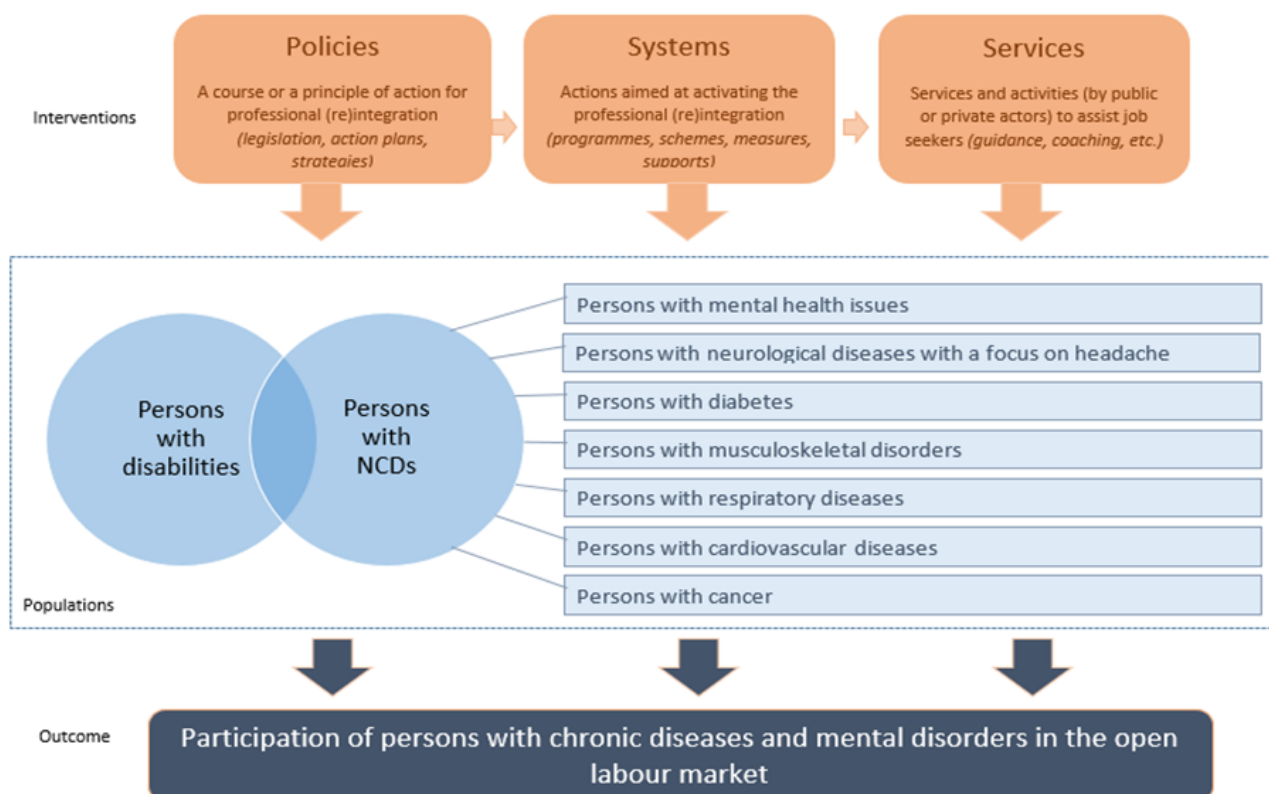 Policies
A course or a principle of action for
professional (re)integration
(legislation, action plans,
strategies)
Systems
Actions aimed at activating the
professional (re)integration
(programmes, schemes, measures,
supports)
Services
Services and activities (by public
or private actors) to assist job
seekers (guidance, coaching, etc.)
Interventions
Persons
with
disabilities
Persons
with
NCDs
Persons with mental health issues
Persons with neurological diseases with a focus on headache
Persons with diabetes
Persons with musculoskeletal disorders
Persons with respiratory diseases
Persons with cardiovascular diseases
Persons with cancer
Populations
Outcome
Participation of persons with chronic diseases and mental disorders in the open
labour market